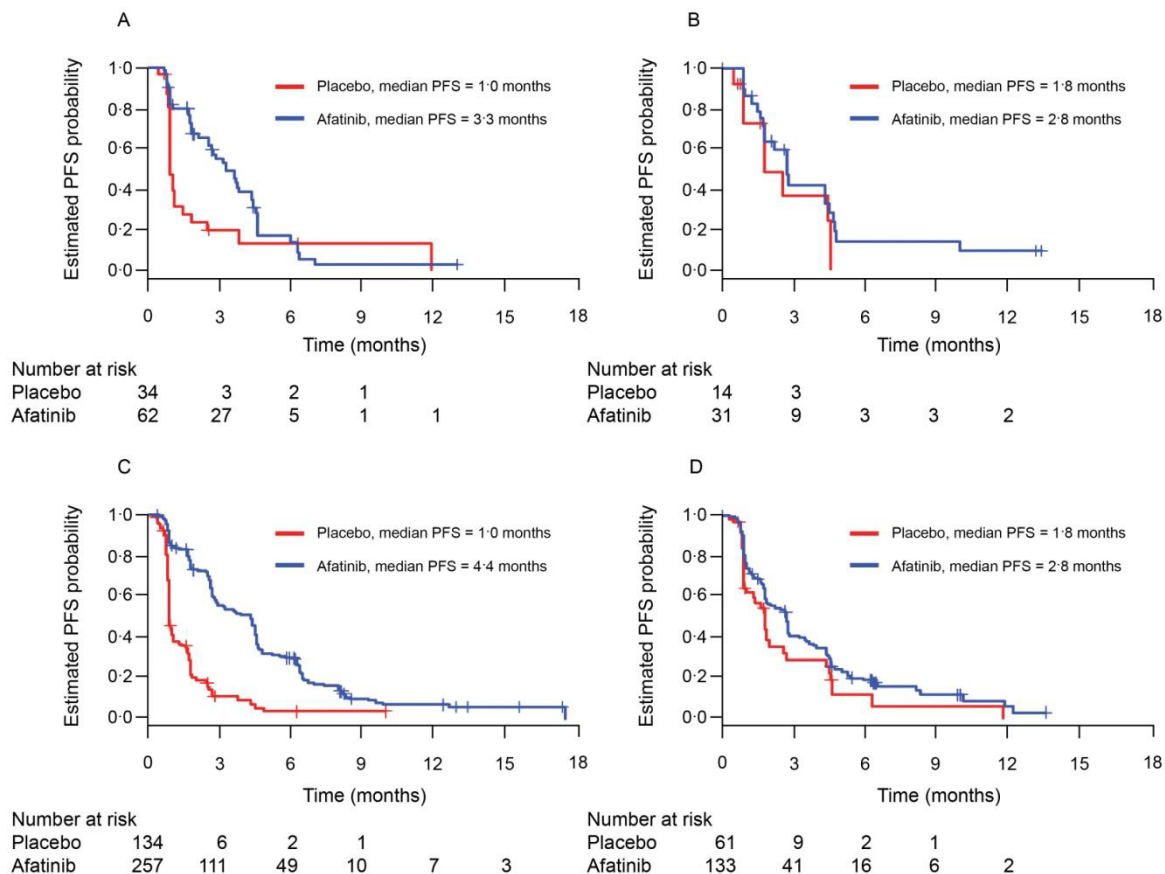 A
Estimated PFS probability
1·0
0·8
0·6
0·4
0·2
0·0
Placebo, median PFS = 1·0 months
Afatinib, median PFS = 3·3 months
0 3 6 9 12 15 18
Time (months)
Number at risk
Placebo 34 3 2 1
Afatinib 62 27 5 1 1
B
Estimated PFS probability
1·0
0·8
0·6
0·4
0·2
0·0
Placebo, median PFS = 1·8 months
Afatinib, median PFS = 2·8 months
0 3 6 9 12 15 18
Time (months)
Number at risk
Placebo 14 3
Afatinib 31 9 3 3 2
C
Estimated PFS probability
1·0
0·8
0·6
0·4
0·2
0·0
Placebo, median PFS = 1·0 months
Afatinib, median PFS = 4·4 months
0 3 6 9 12 15 18
Time (months)
Number at risk
Placebo 134 6 2 1
Afatinib 257 111 49 10 7 3
D
Estimated PFS probability
1·0
0·8
0·6
0·4
0·2
0·0
Placebo, median PFS = 1·8 months
Afatinib, median PFS = 2·8 months
0 3 6 9 12 15 18
Time (months)
Number at risk
Placebo 61 9 2 1
Afatinib 133 41 16 6 2